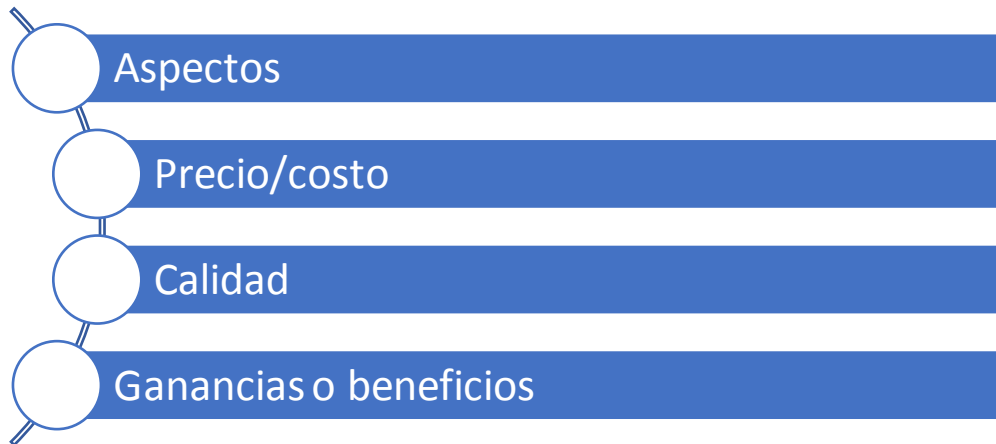 Aspectos
Precio/costo
Calidad
Ganancias o beneficios